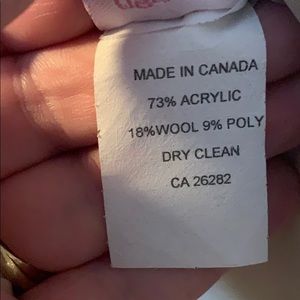 MADE IN CANADA
73% ACRYLIC
18%WOOL 9% POLY
DRY CLEAN
CA 26282